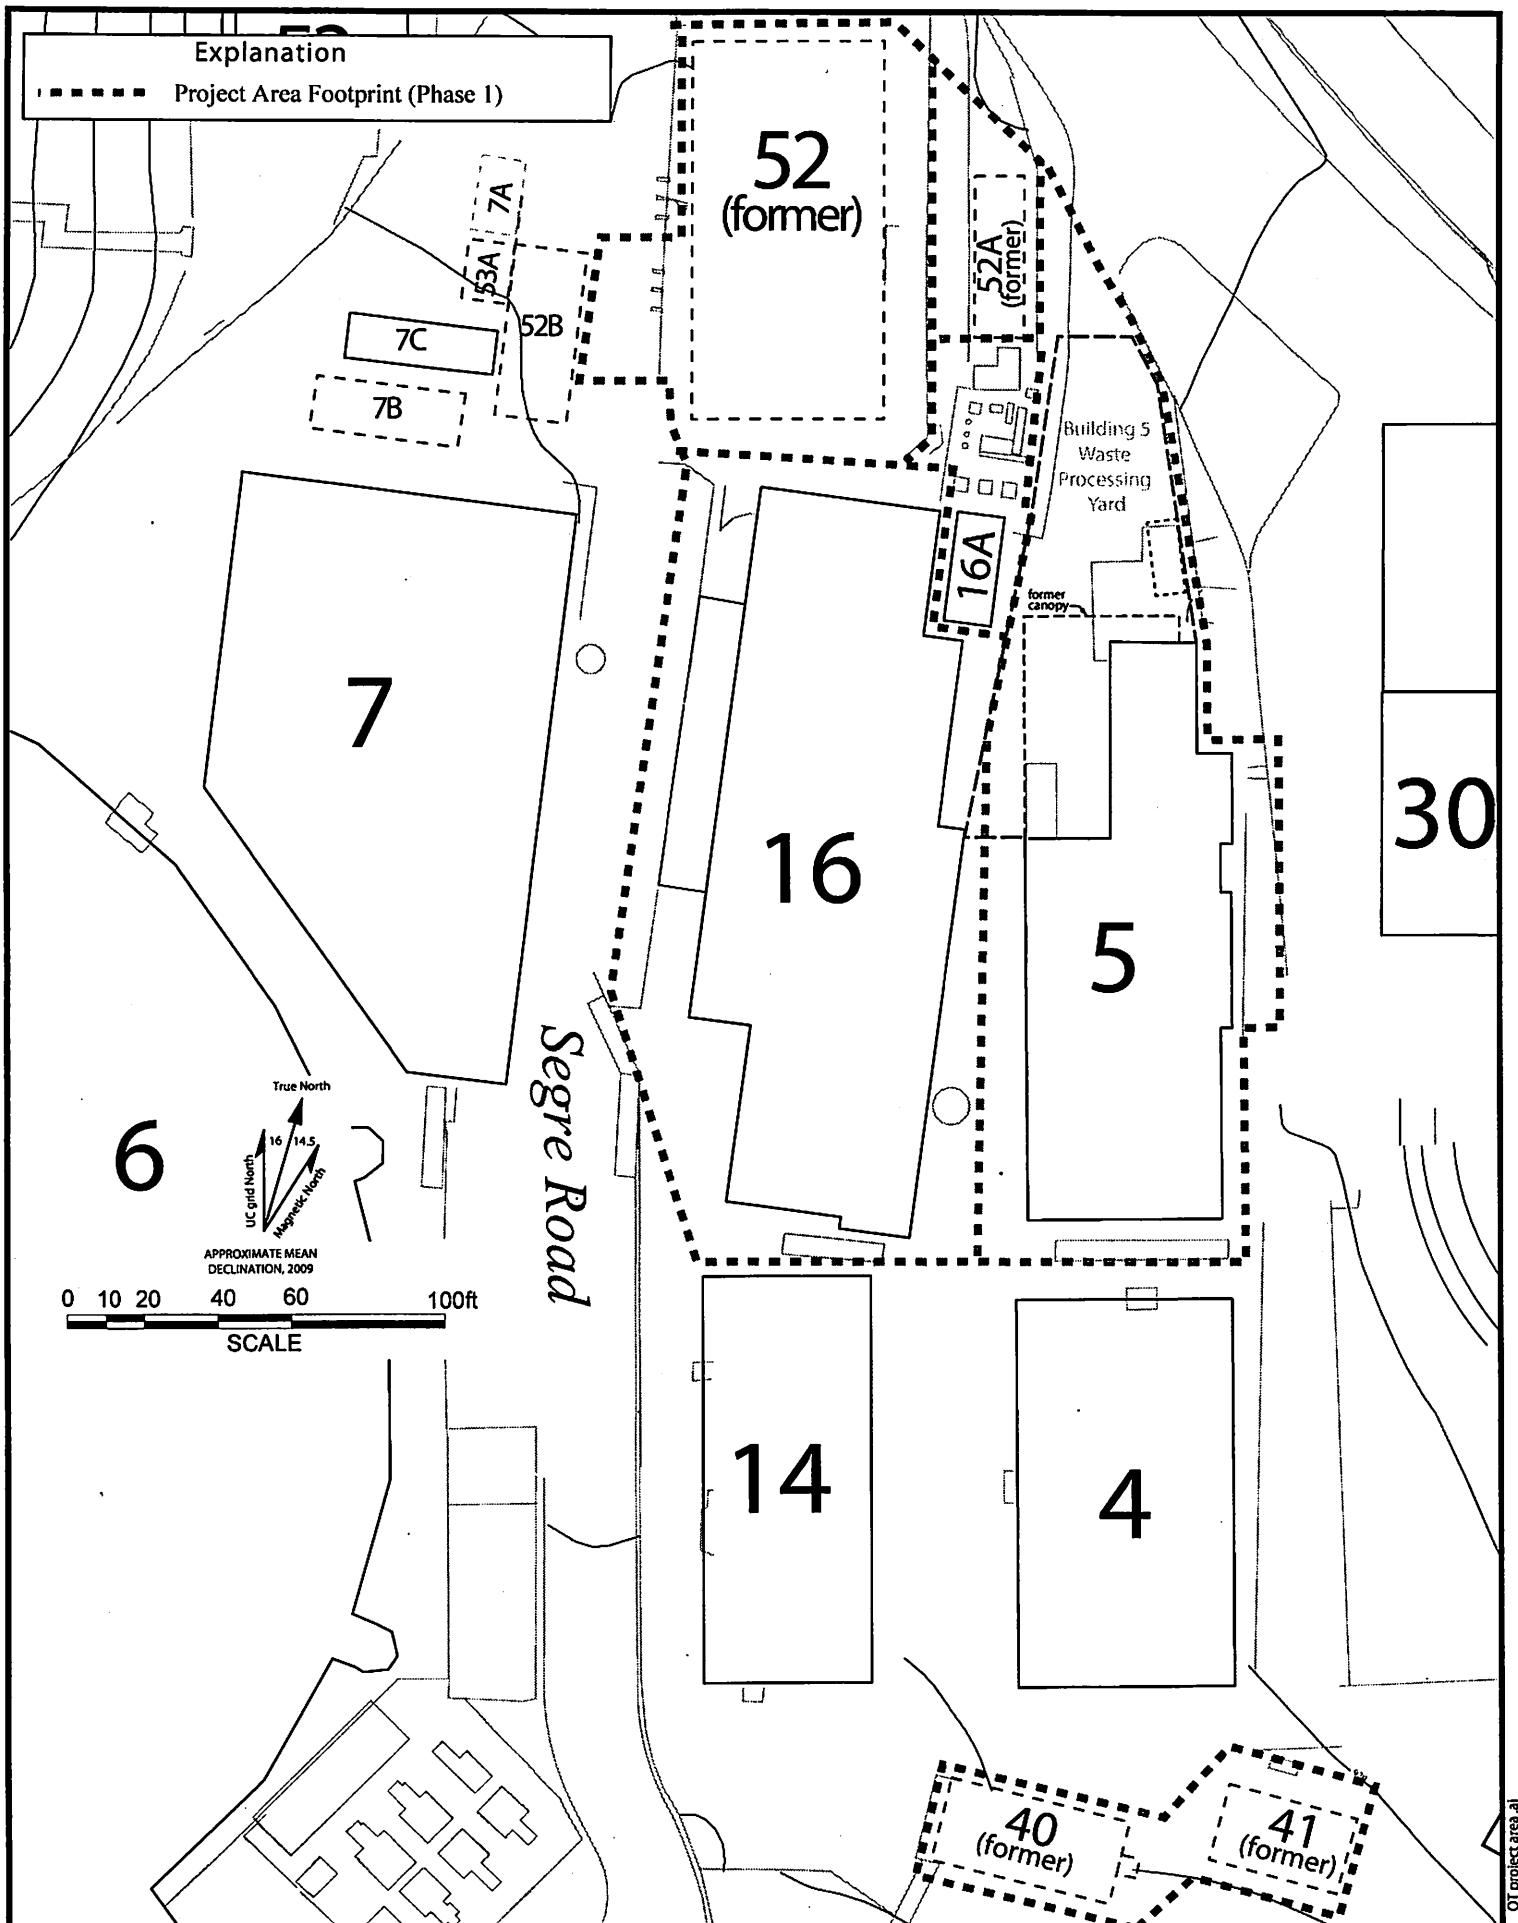 Explanation
Project Area Footprint (Phase 1)
52
(former)
7A
53A
52B
7C
7B
52A
(former)
Building 5
Waste
Processing
Yard
16A
former
canopy
7
16
5
30
Segre Road
6
True North
16
14.5
UC grid North
Magnetic North
APPROXIMATE MEAN
DECLINATION, 2009
0 10 20 40 60 100ft
SCALE
14
4
40
(former)
41
(former)
OT project area .ai